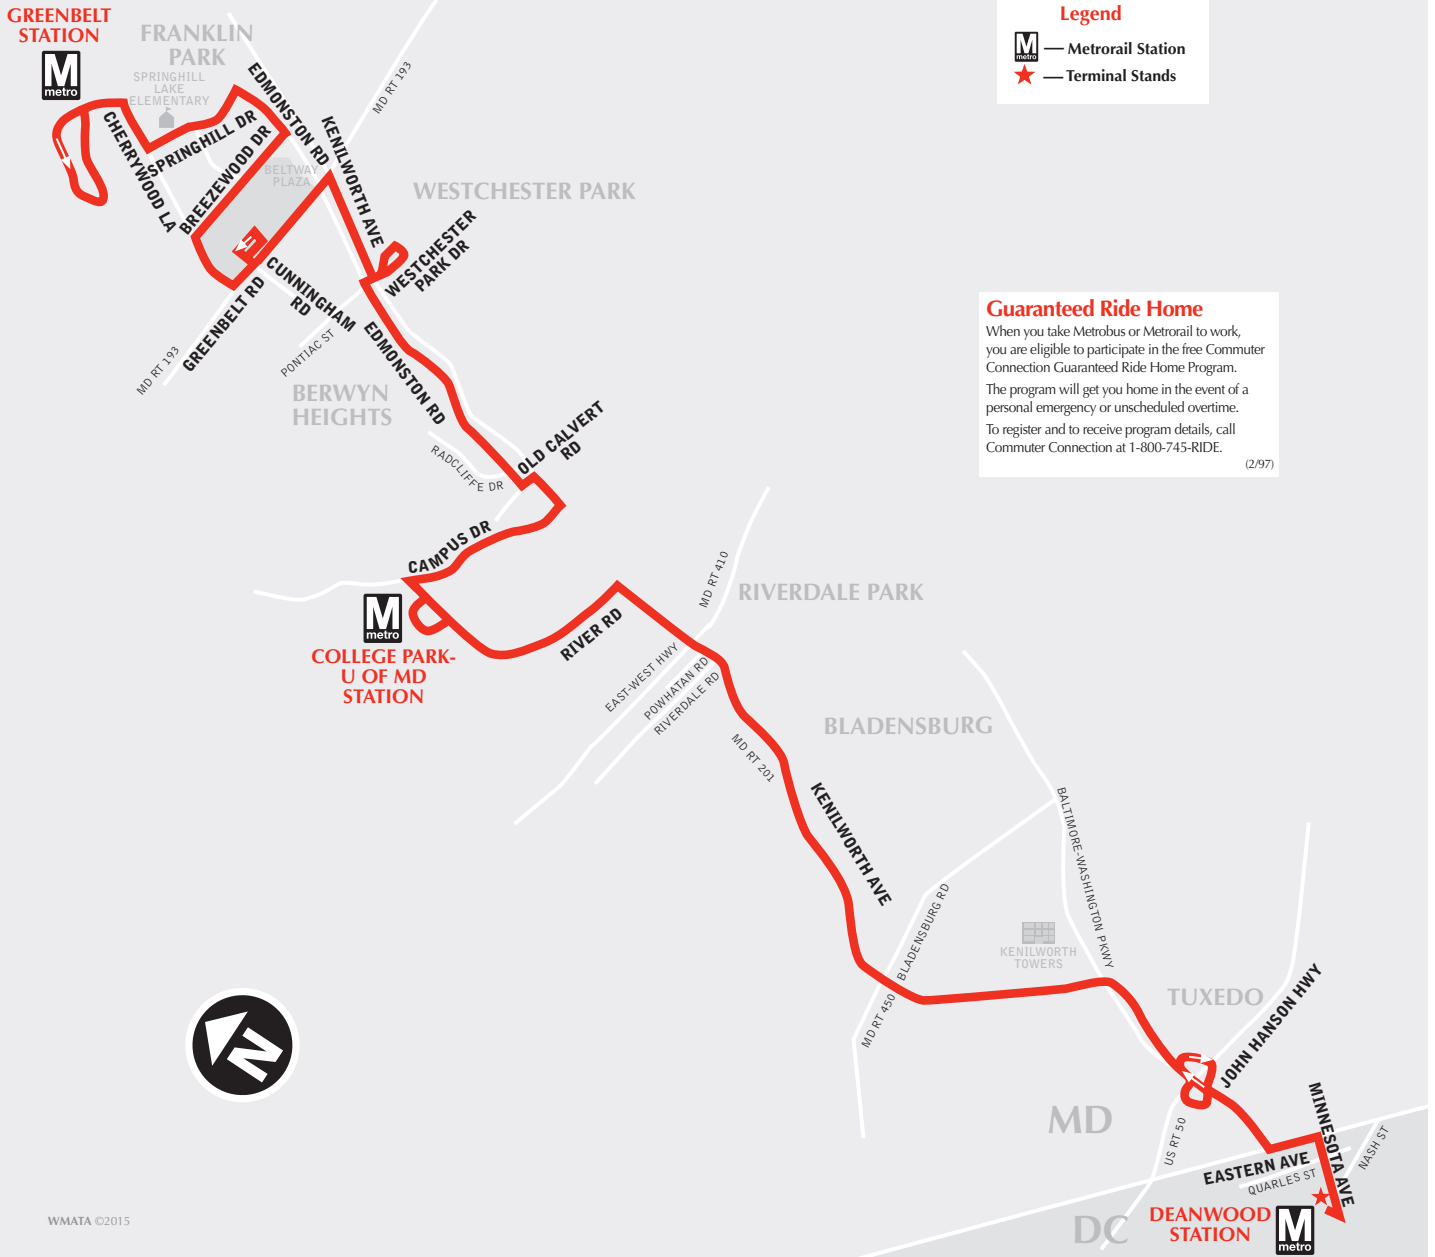 GREENBELT
STATION
M
metro
FRANKLIN
PARK
SPRINGHILL
LAKE
ELEMENTARY
EDMONSTON RD
MD RT 193
KENILWORTH AVE
CHERRYWOOD LA
SPRINGHILL DR
BREEZEWOOD DR
BELTWAY
PLAZA
WESTCHESTER PARK
WESTCHESTER
PARK DR
CUNNINGHAM
RD
GREENBELT RD
MD RT 193
PONTIAC ST
EDMONSTON RD
BERWYN
HEIGHTS
RADCLIFFE DR
OLD CALVERT
RD
CAMPUS DR
M
metro
COLLEGE PARK-
U OF MD
STATION
RIVER RD
MD RT 410
RIVERDALE PARK
EAST-WEST HWY
POWHATAN RD
RIVERDALE RD
MD RT 201
BLADENSBURG
KENILWORTH AVE
BALTIMORE-WASHINGTON PKWY
BLADENSBURG RD
MD RT 450
KENILWORTH
TOWERS
TUXEDO
JOHN HANSON HWY
MD
US RT 50
MINNESOTA AVE
NASH ST
EASTERN AVE
QUARLES ST
DC
DEANWOOD
STATION
M
metro
N
WMATA ©2015
Legend
M
metro
— Metrorail Station
— Terminal Stands
Guaranteed Ride Home
When you take Metrobus or Metrorail to work,
you are eligible to participate in the free Commuter
Connection Guaranteed Ride Home Program.
The program will get you home in the event of a
personal emergency or unscheduled overtime.
To register and to receive program details, call
Commuter Connection at 1-800-745-RIDE.
(2/97)